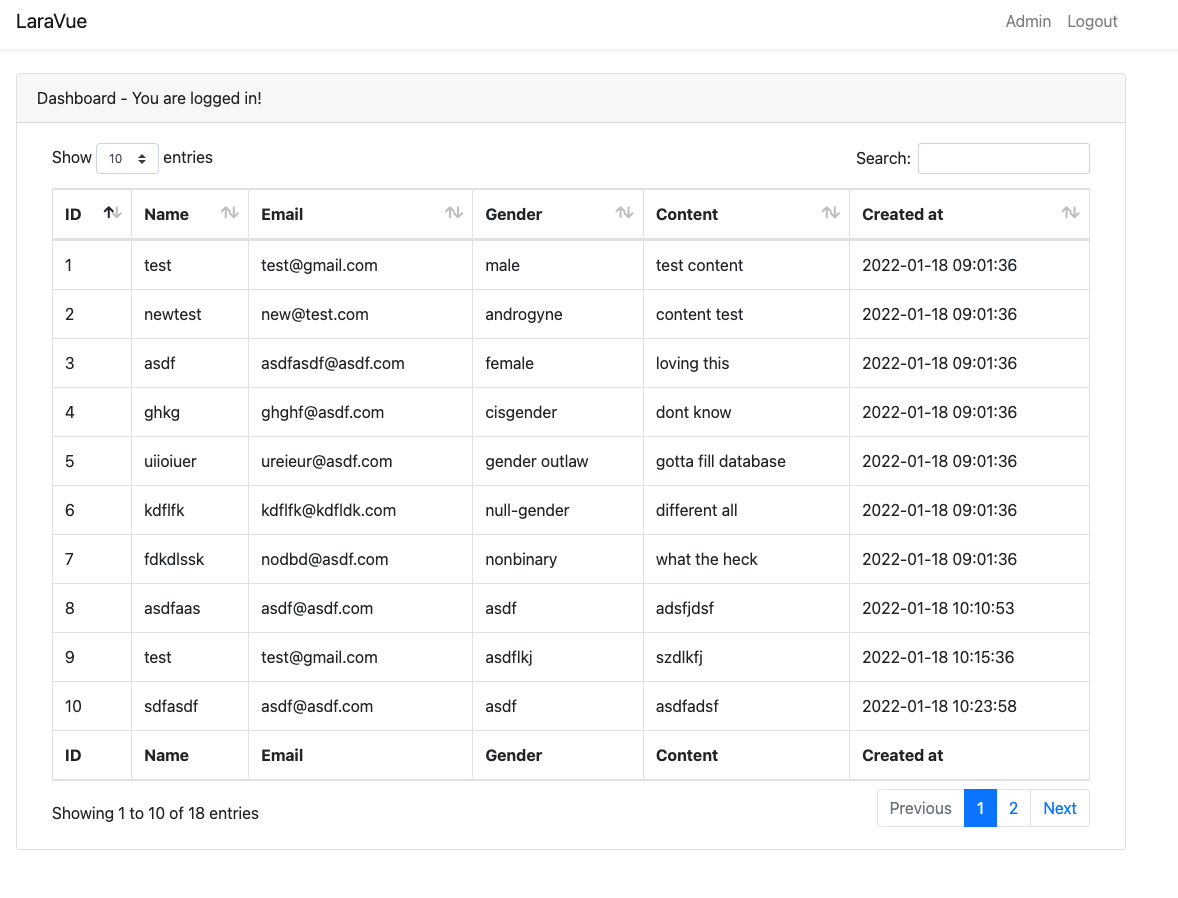 LaraVue Admin Logout
Dashboard - You are logged in!
Show 10 entries Search:
ID Name Email Gender Content Created at
1 test test@gmail.com male test content 2022-01-18 09:01:36
2 newtest new@test.com androgyne content test 2022-01-18 09:01:36
3 asdf asdfasdf@asdf.com female loving this 2022-01-18 09:01:36
4 ghkg ghghf@asdf.com cisgender dont know 2022-01-18 09:01:36
5 uiioiuer ureieur@asdf.com gender outlaw gotta fill database 2022-01-18 09:01:36
6 kdflfk kdflfk@kdfldk.com null-gender different all 2022-01-18 09:01:36
7 fdkdlssk nodbd@asdf.com nonbinary what the heck 2022-01-18 09:01:36
8 asdfaas asdf@asdf.com asdf adsfjdsf 2022-01-18 10:10:53
9 test test@gmail.com asdflkj szdlkfj 2022-01-18 10:15:36
10 sdfasdf asdf@asdf.com asdf asdfadsf 2022-01-18 10:23:58
ID Name Email Gender Content Created at
Showing 1 to 10 of 18 entries Previous 1 2 Next